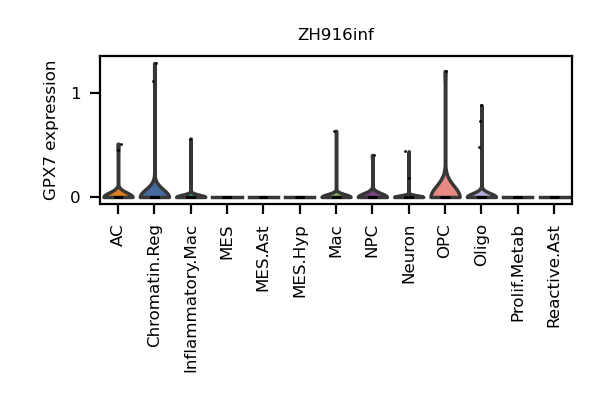 ZH916inf
GPX7 expression
1
0
AC
Chromatin.Reg
Inflammatory.Mac
MES
MES.Ast
MES.Hyp
Mac
NPC
Neuron
OPC
Oligo
Prolif.Metab
Reactive.Ast